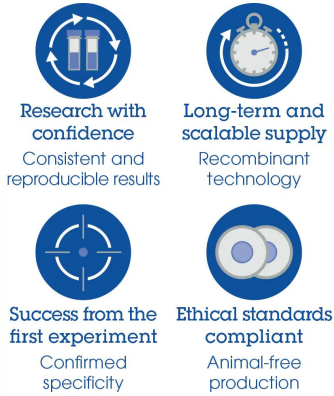 Research with
confidence
Consistent and
reproducible results
Long-term and
scalable supply
Recombinant
technology
Success from the
first experiment
Confirmed
specificity
Ethical standards
compliant
Animal-free
production